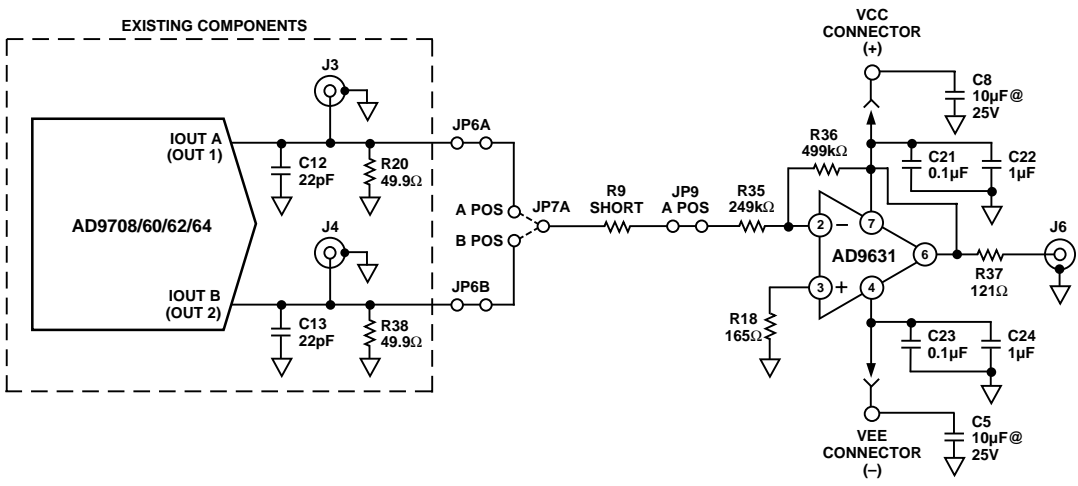 EXISTING COMPONENTS
AD9708/60/62/64
IOUT A
(OUT 1)
IOUT B
(OUT 2)
J3
C12
22pF
R20
49.9Ω
J4
C13
22pF
R38
49.9Ω
JP6A
JP6B
A POS
B POS
JP7A
R9
SHORT
JP9
A POS
R35
249kΩ
R36
499kΩ
R18
165Ω
2
−
3
+
7
4
6
AD9631
VCC
CONNECTOR
(+)
C8
10µF@
25V
C21
0.1µF
C22
1µF
C23
0.1µF
C24
1µF
R37
121Ω
J6
C5
10µF@
25V
VEE
CONNECTOR
(–)